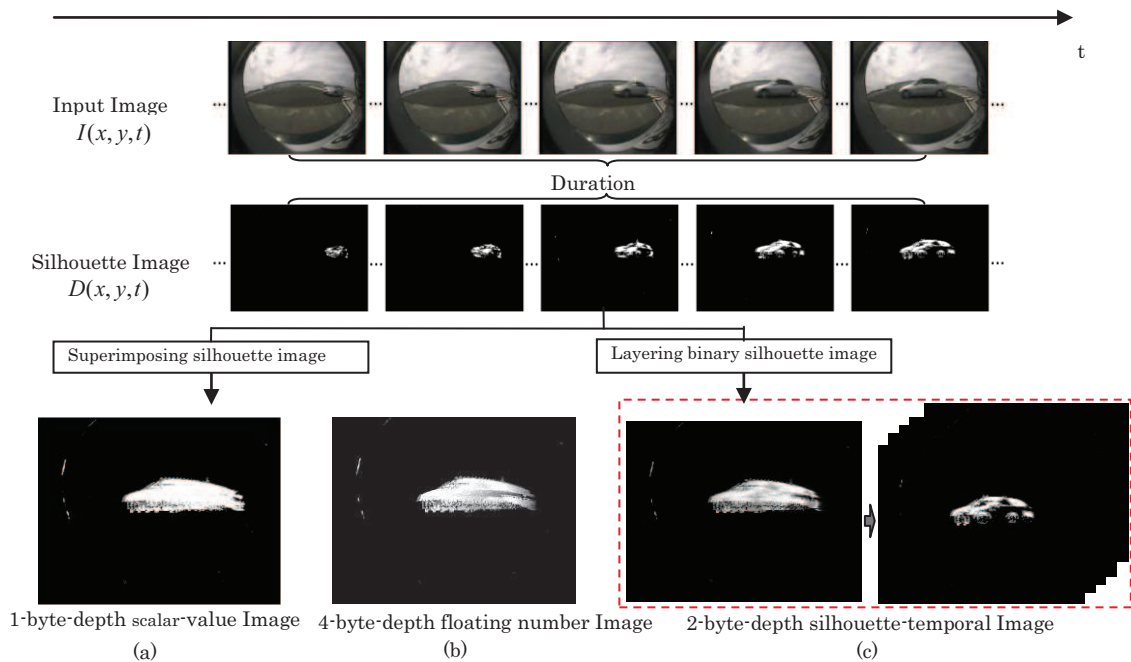 t
Input Image
I(x, y,t)
... ... ... ... ... ...
Duration
Silhouette Image
D(x, y,t)
... ... ... ... ... ...
Superimposing silhouette image
Layering binary silhouette image
1-byte-depth scalar-value Image
4-byte-depth floating number Image
2-byte-depth silhouette-temporal Image
(a)
(b)
(c)